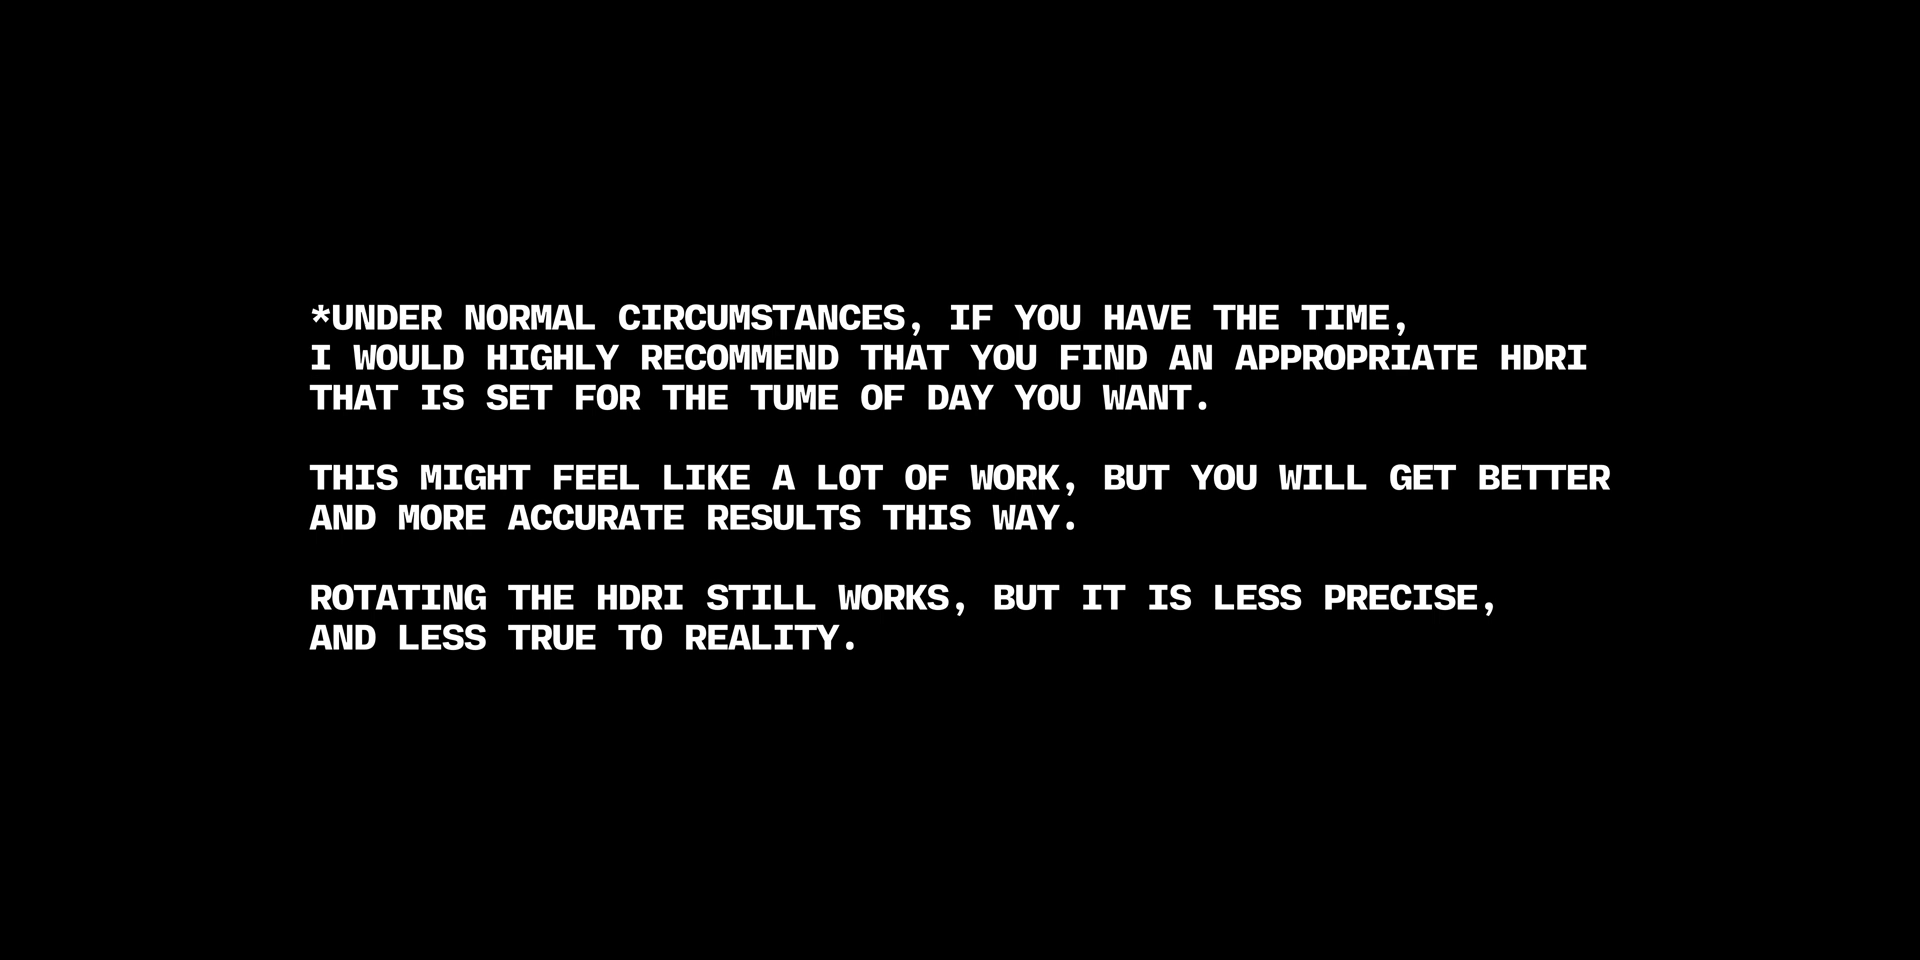 *UNDER NORMAL CIRCUMSTANCES, IF YOU HAVE THE TIME,
I WOULD HIGHLY RECOMMEND THAT YOU FIND AN APPROPRIATE HDRI
THAT IS SET FOR THE TUME OF DAY YOU WANT.
THIS MIGHT FEEL LIKE A LOT OF WORK, BUT YOU WILL GET BETTER
AND MORE ACCURATE RESULTS THIS WAY.
ROTATING THE HDRI STILL WORKS, BUT IT IS LESS PRECISE,
AND LESS TRUE TO REALITY.